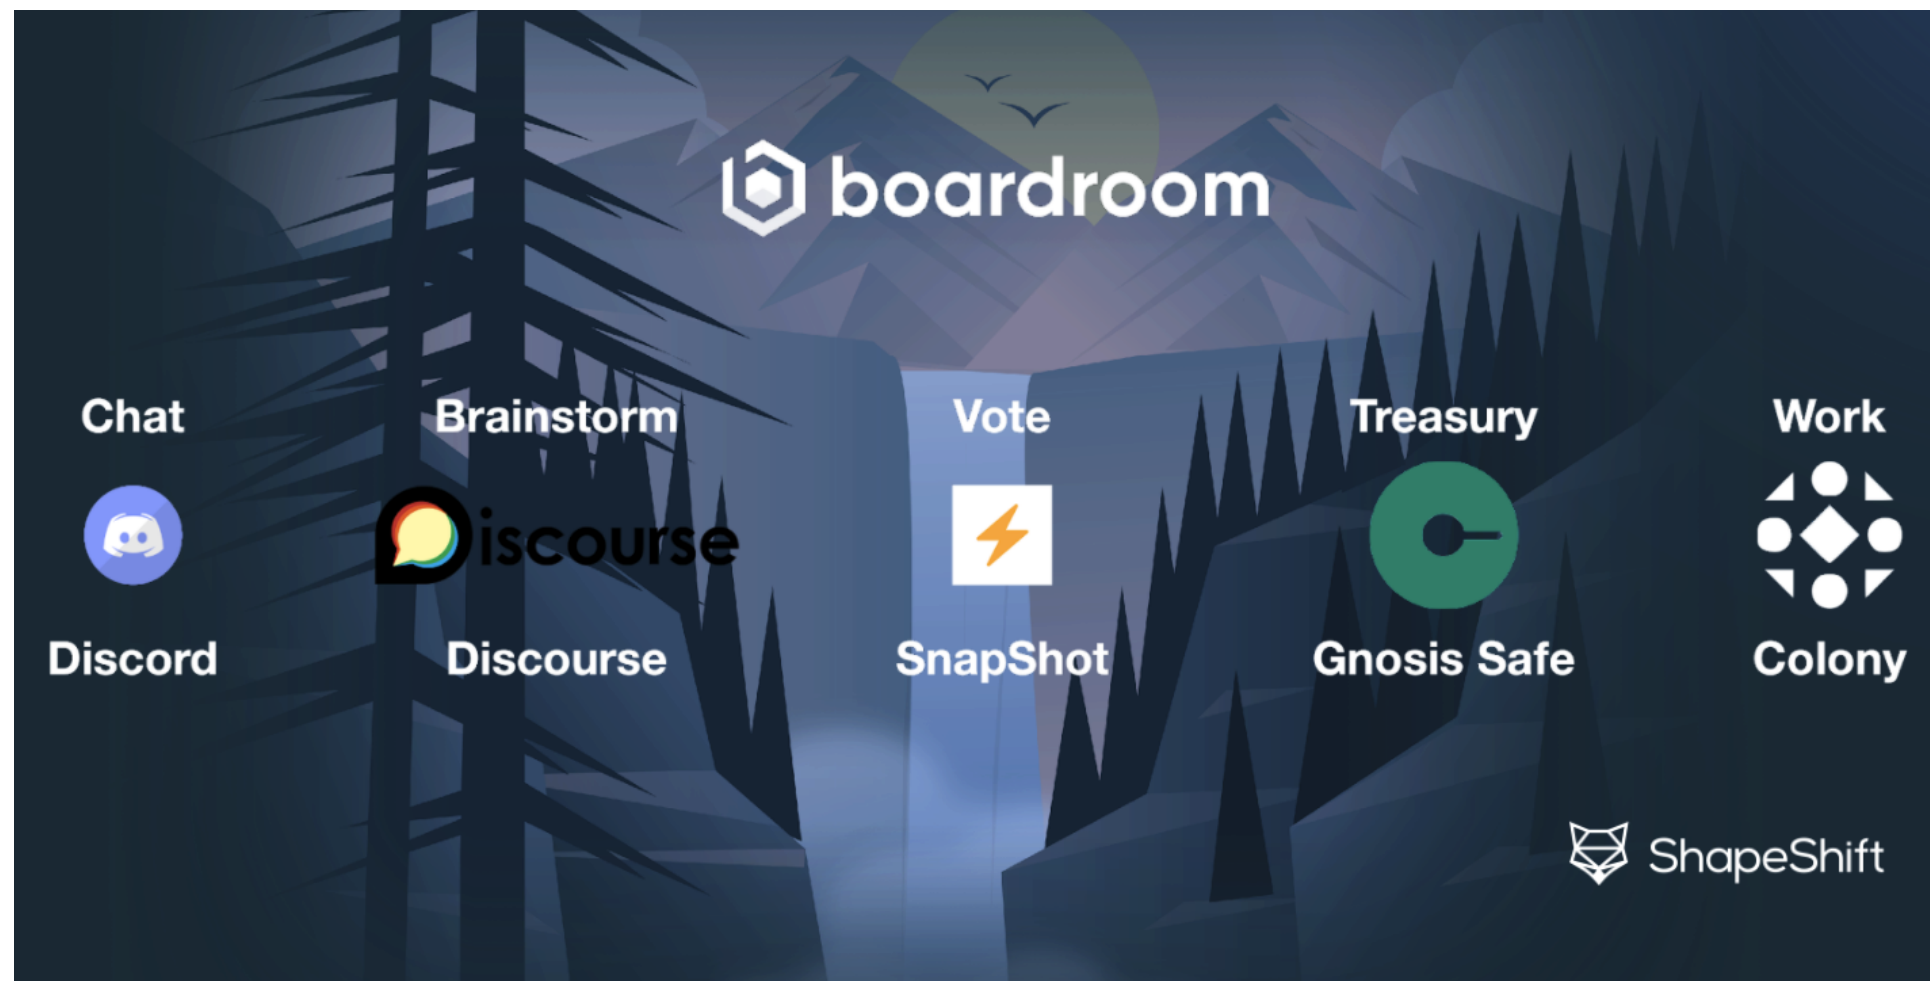 boardroom
Chat Brainstorm Vote Treasury Work
iscourse
Discord Discourse SnapShot Gnosis Safe Colony
ShapeShift